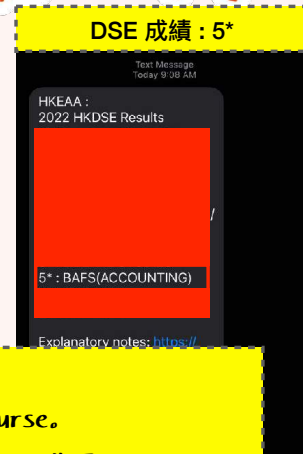 DSE 成績 : 5*
Text Message
Today 9:08 AM
HKEAA :
2022 HKDSE Results
/
5* : BAFS(ACCOUNTING)
Explanatory notes: https://
urse。